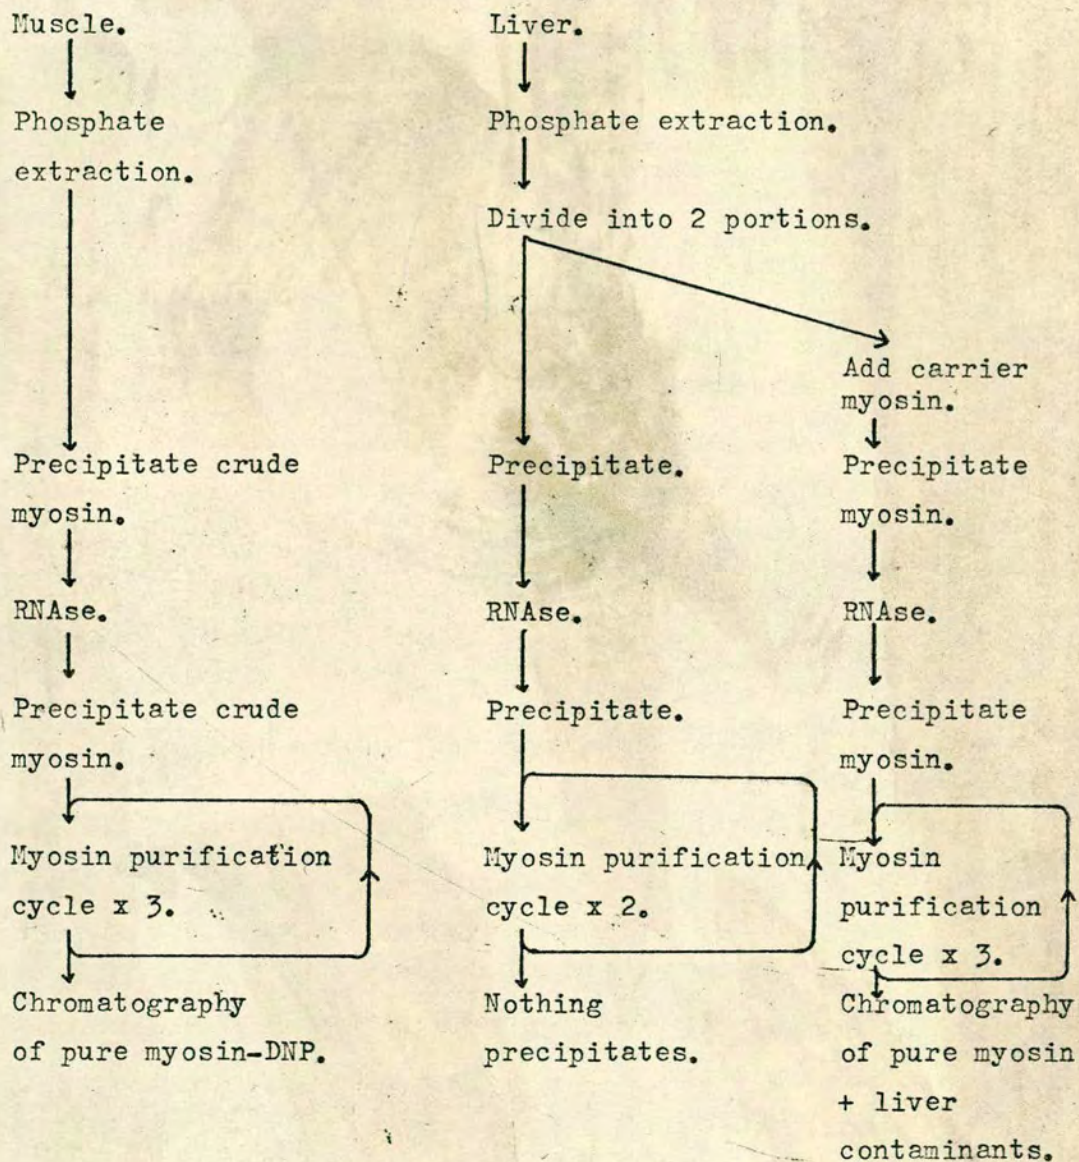 Muscle.
Phosphate
extraction.
Precipitate crude
myosin.
RNAse.
Precipitate crude
myosin.
Myosin purification
cycle x 3.
Chromatography
of pure myosin-DNP.
Liver.
Phosphate extraction.
Divide into 2 portions.
Precipitate.
RNAse.
Precipitate.
Myosin purification
cycle x 2.
Nothing
precipitates.
Add carrier
myosin.
Precipitate
myosin.
RNAse.
Precipitate
myosin.
Myosin
purification
cycle x 3.
Chromatography
of pure myosin
+ liver
contaminants.